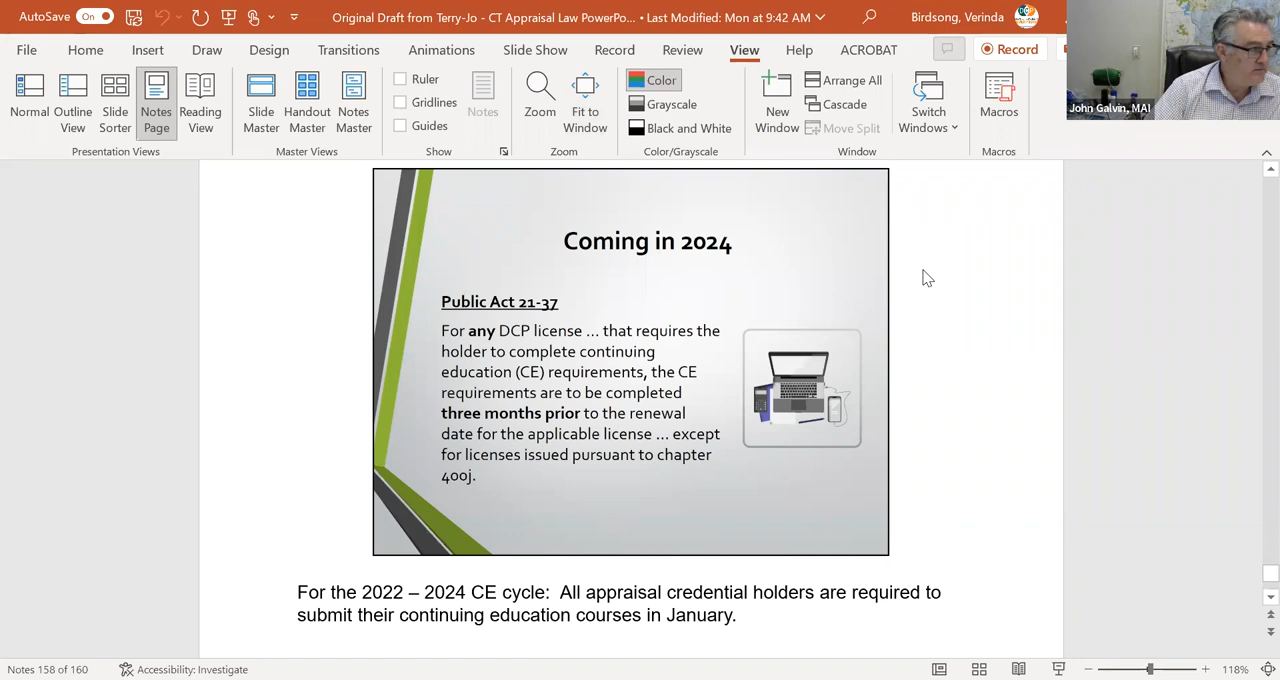 AutoSave On
Original Draft from Terry-Jo - CT Appraisal Law PowerPo... • Last Modified: Mon at 9:42 AM
Birdsong, Verinda
File Home Insert Draw Design Transitions Animations Slide Show Record Review View Help ACROBAT
Record
Normal
Outline View
Slide Sorter
Notes Page
Reading View
Presentation Views
Slide Master
Handout Master
Notes Master
Master Views
Ruler
Gridlines
Guides
Notes
Show
Zoom
Fit to Window
Zoom
Color
Grayscale
Black and White
Color/Grayscale
New Window
Arrange All
Cascade
Move Split
Switch Windows
Window
Macros
Macros
John Galvin, MAI
Coming in 2024
Public Act 21-37
For any DCP license ... that requires the
holder to complete continuing
education (CE) requirements, the CE
requirements are to be completed
three months prior to the renewal
date for the applicable license ... except
for licenses issued pursuant to chapter
400j.
For the 2022 – 2024 CE cycle: All appraisal credential holders are required to
submit their continuing education courses in January.
Notes 158 of 160
Accessibility: Investigate
118%